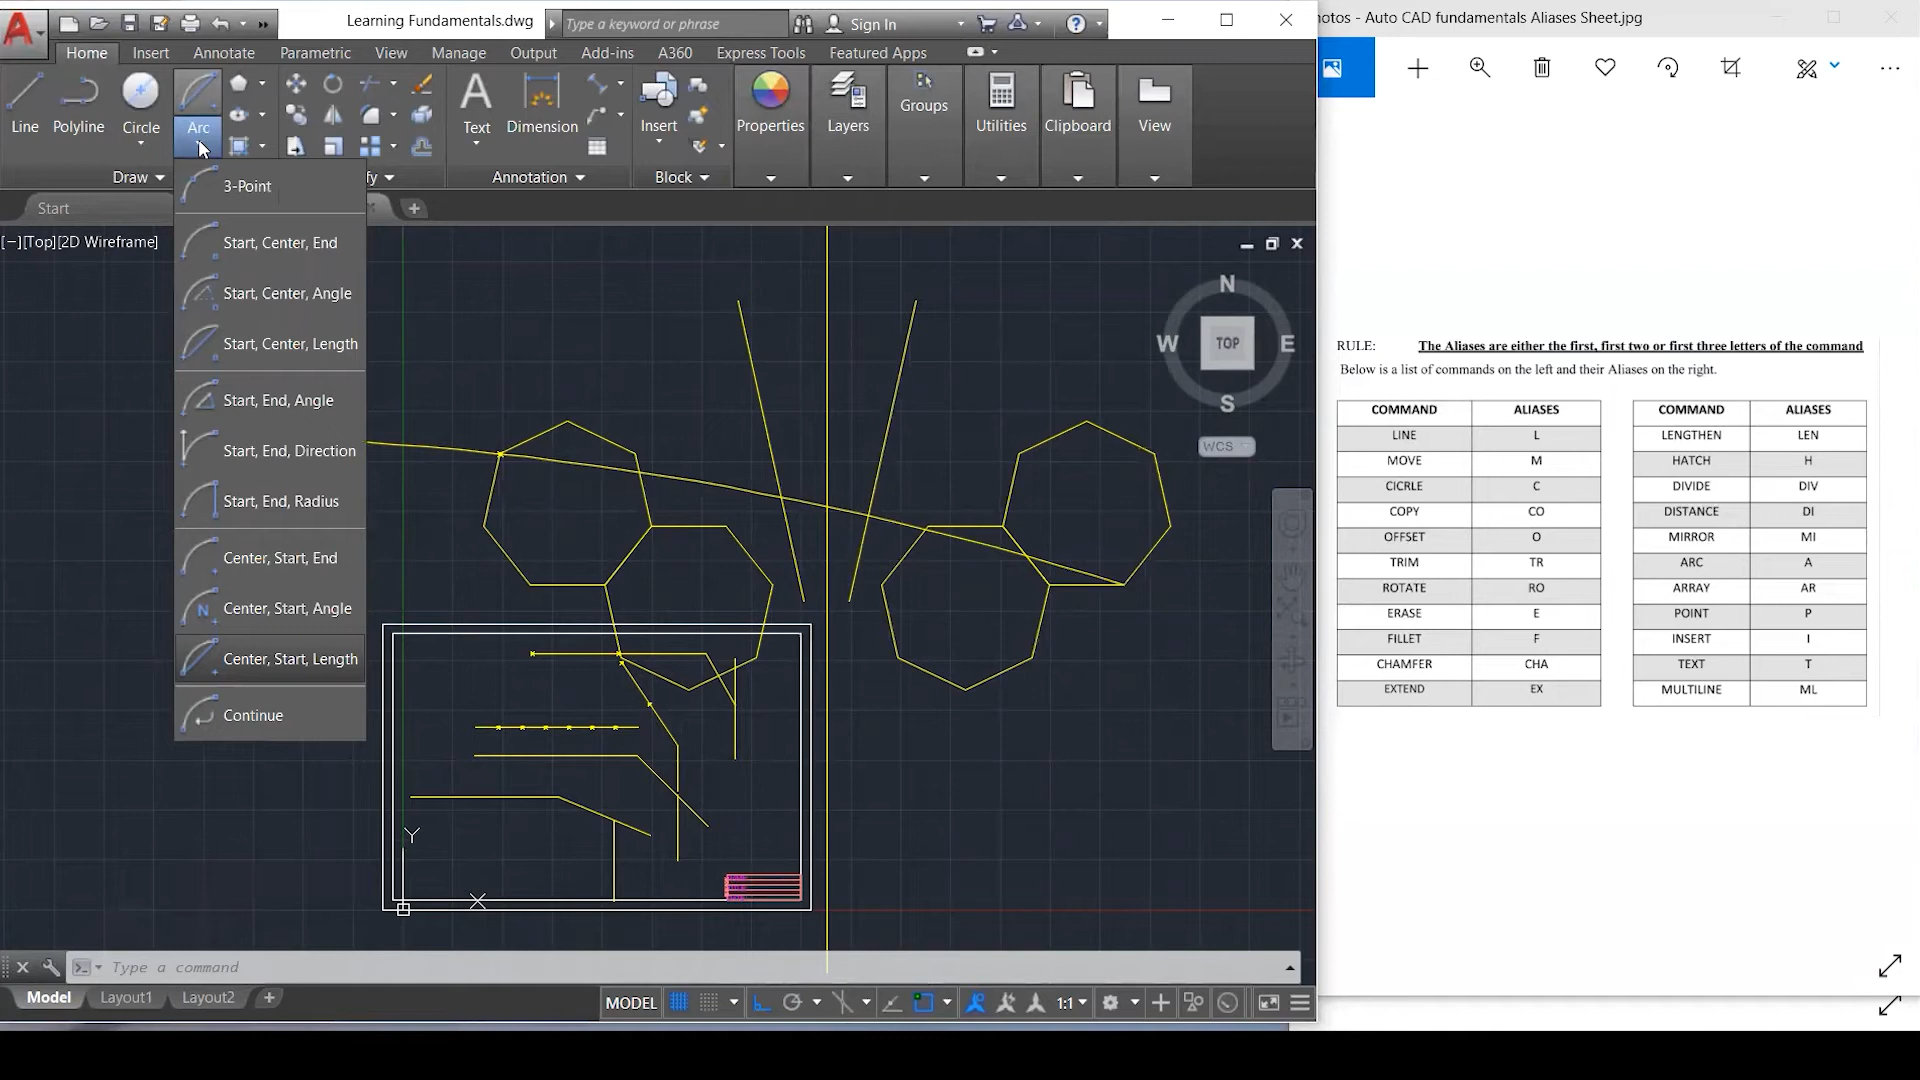 Learning Fundamentals.dwg
Type a keyword or phrase
Sign In
Home Insert Annotate Parametric View Manage Output Add-ins A360 Express Tools Featured Apps
Line Polyline Circle Arc Text Dimension Insert Properties Layers Groups Utilities Clipboard View
Draw fy Annotation Block
Start
3-Point
Start, Center, End
Start, Center, Angle
Start, Center, Length
Start, End, Angle
Start, End, Direction
Start, End, Radius
Center, Start, End
Center, Start, Angle
Center, Start, Length
Continue
[−][Top][2D Wireframe]
N
W TOP E
S
WCS
Y
X
Type a command
Model Layout1 Layout2
MODEL 1:1
hotos - Auto CAD fundamentals Aliases Sheet.jpg
RULE: The Aliases are either the first, first two or first three letters of the command
Below is a list of commands on the left and their Aliases on the right.
COMMAND ALIASES
LINE L
MOVE M
CICRLE C
COPY CO
OFFSET O
TRIM TR
ROTATE RO
ERASE E
FILLET F
CHAMFER CHA
EXTEND EX
COMMAND ALIASES
LENGTHEN LEN
HATCH H
DIVIDE DIV
DISTANCE DI
MIRROR MI
ARC A
ARRAY AR
POINT P
INSERT I
TEXT T
MULTILINE ML